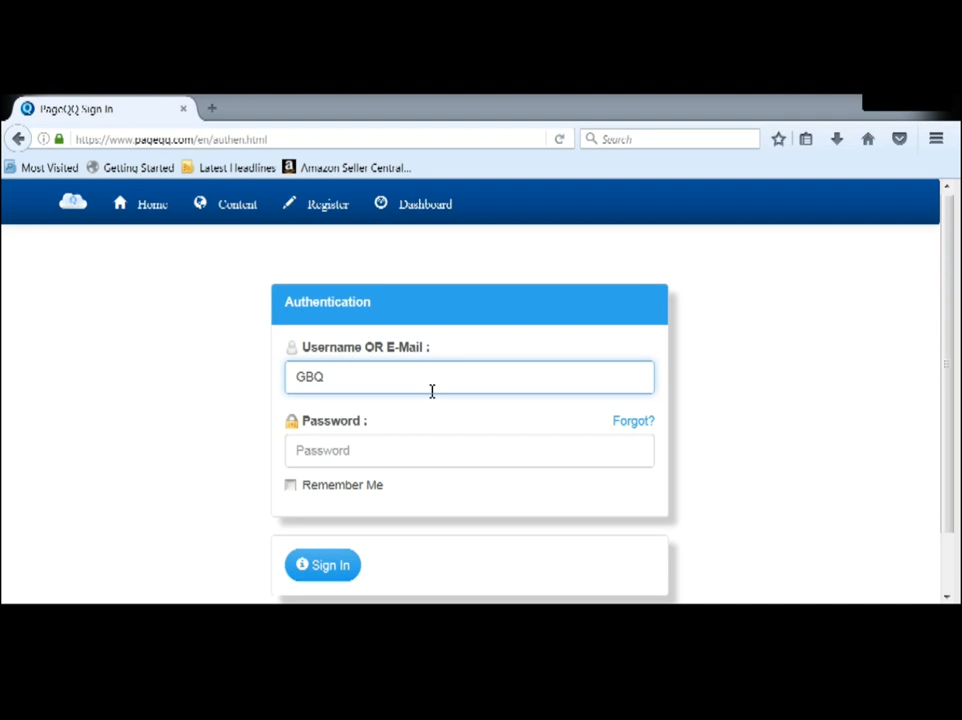 PageQQ Sign In
https://www.pageqq.com/en/authen.html
Search
Most Visited Getting Started Latest Headlines a Amazon Seller Central...
Q Home Content Register Dashboard
Authentication
Username OR E-Mail :
GBQ
Password : Forgot?
Password
Remember Me
Sign In